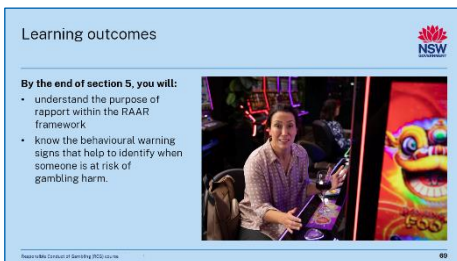 Learning outcomes
NSW
GOVERNMENT
By the end of section 5, you will:
• understand the purpose of
rapport within the RAAR
framework
• know the behavioural warning
signs that help to identify when
someone is at risk of
gambling harm.
FOO
Responsible Conduct of Gambling (RCG) course
69